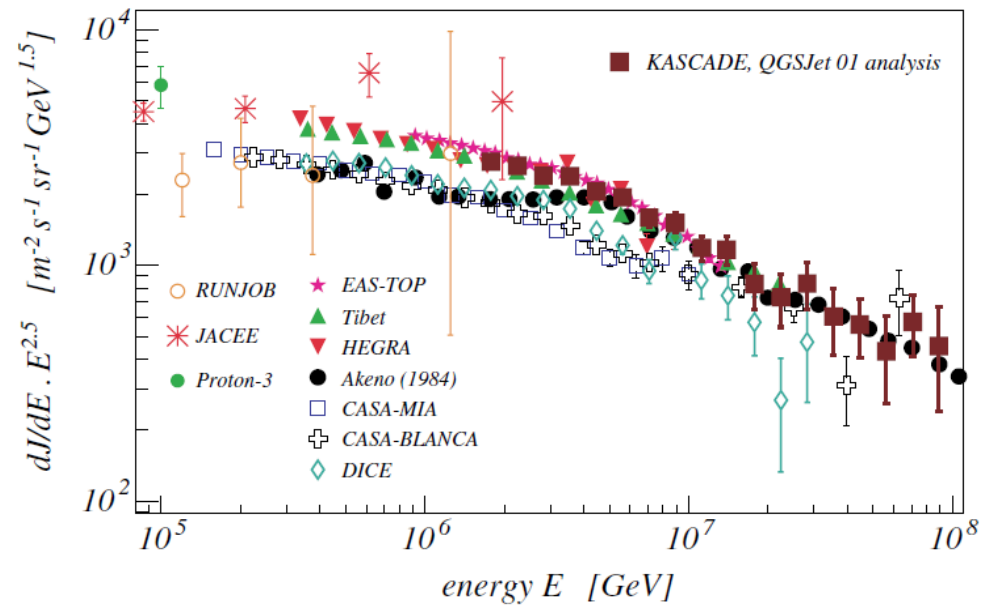 dJ/dE . E^2.5 [m^-2 s^-1 sr^-1 GeV^1.5]
10^4
10^3
10^2
KASCADE, QGSJet 01 analysis
RUNJOB
JACEE
Proton-3
EAS-TOP
Tibet
HEGRA
Akeno (1984)
CASA-MIA
CASA-BLANCA
DICE
10^5 10^6 10^7 10^8
energy E [GeV]